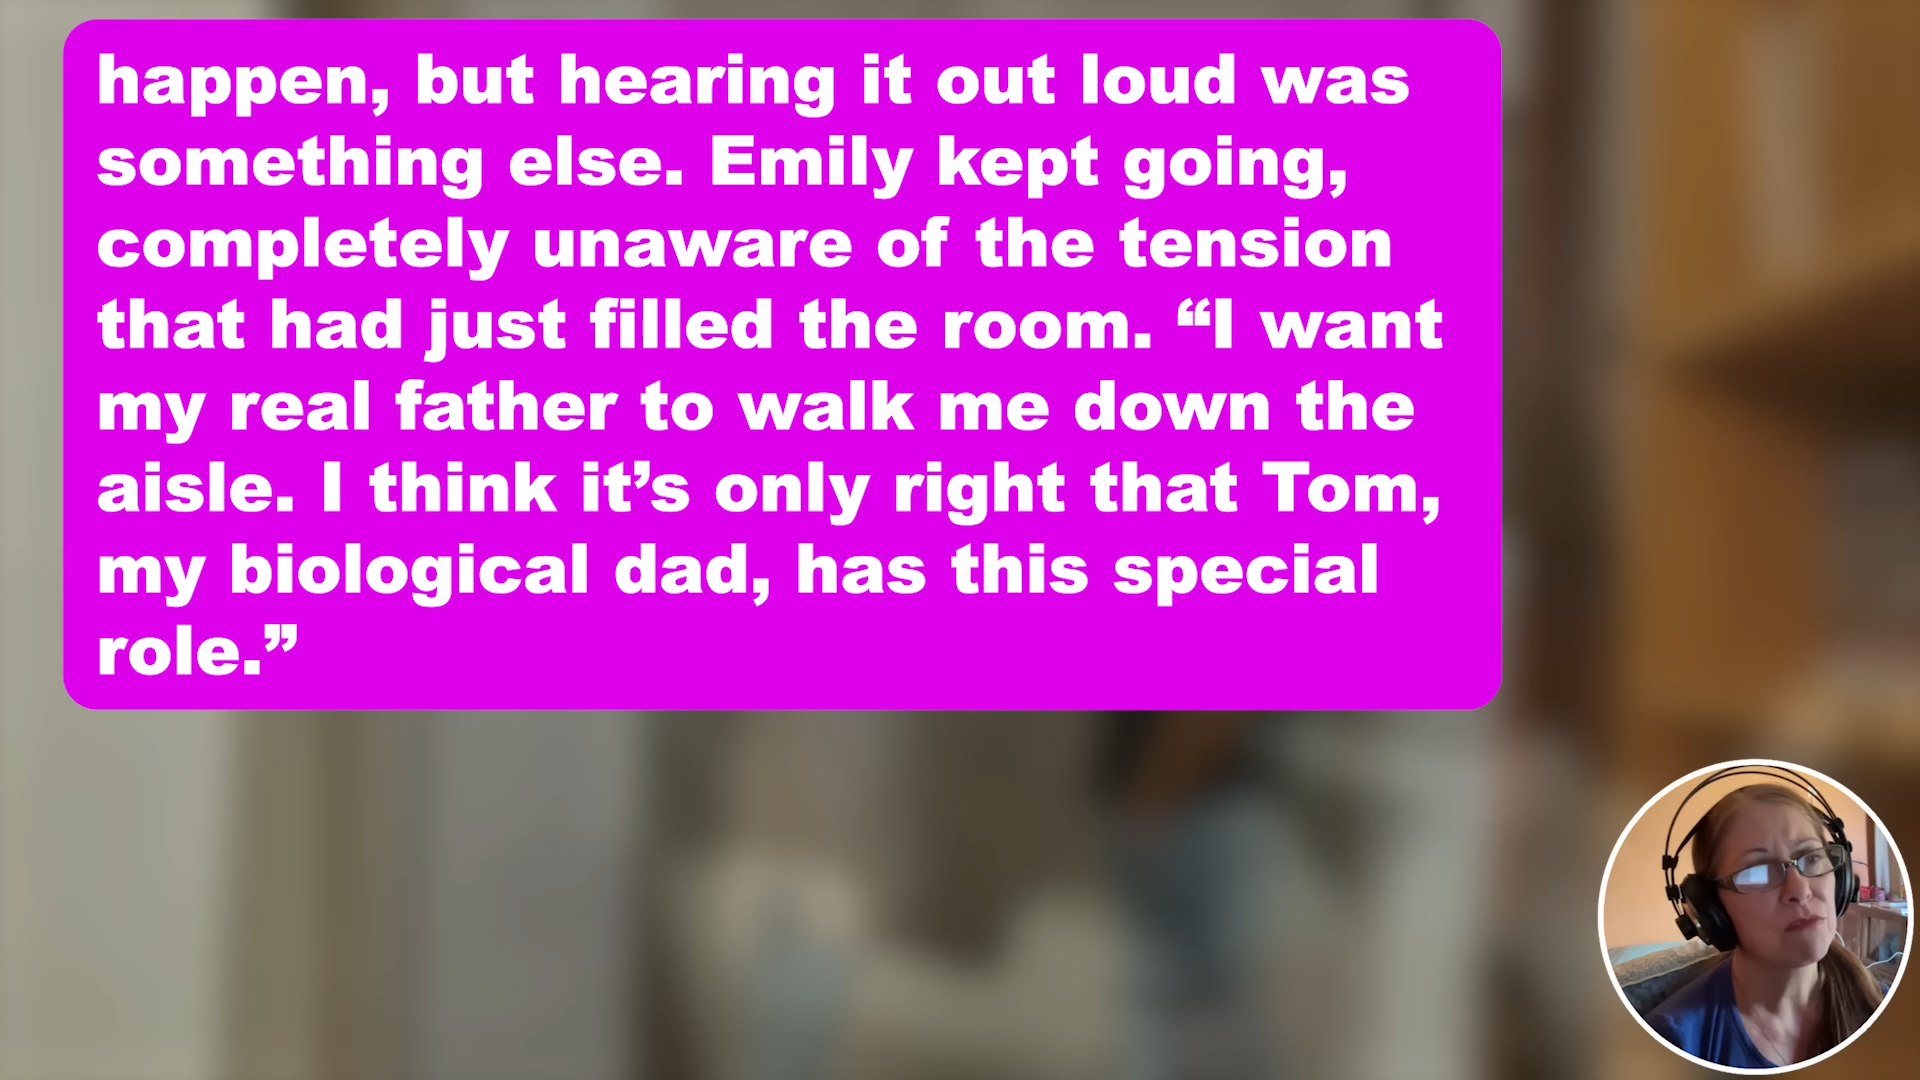 happen, but hearing it out loud was
something else. Emily kept going,
completely unaware of the tension
that had just filled the room. “I want
my real father to walk me down the
aisle. I think it’s only right that Tom,
my biological dad, has this special
role.”